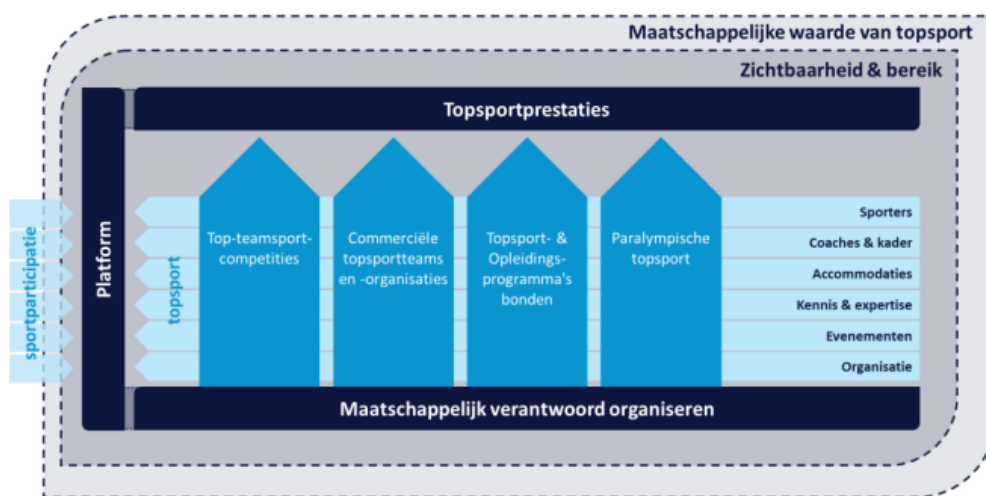 Maatschappelijke waarde van topsport
Zichtbaarheid & bereik
Topsportprestaties
sportparticipatie
Platform
topsport
Top-teamsport-
competities
Commerciële
topsportteams
en -organisaties
Topsport- &
Opleidings-
programma's
bonden
Paralympische
topsport
Sporters
Coaches & kader
Accommodaties
Kennis & expertise
Evenementen
Organisatie
Maatschappelijk verantwoord organiseren